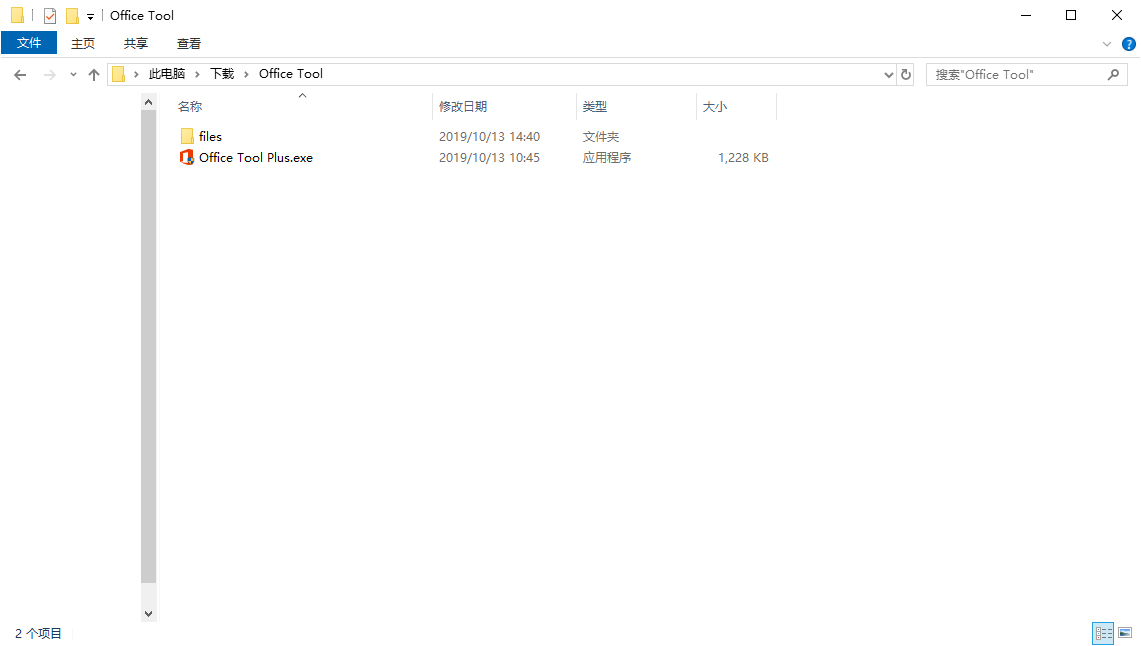 Office Tool
文件 主页 共享 查看
此电脑 下载 Office Tool 搜索"Office Tool"
名称 修改日期 类型 大小
files 2019/10/13 14:40 文件夹
Office Tool Plus.exe 2019/10/13 10:45 应用程序 1,228 KB
2 个项目